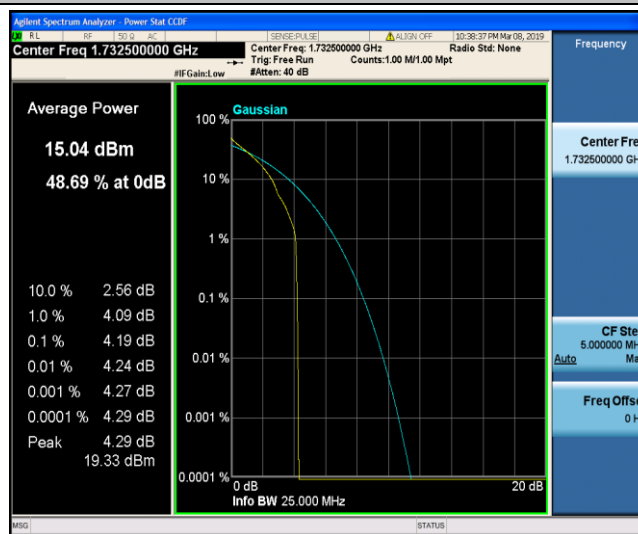 Agilent Spectrum Analyzer - Power Stat CCDF
RL RF 50 Ω AC SENSE:PULSE ALIGN OFF 10:38:37 PM Mar 08, 2019
Center Freq 1.732500000 GHz
Center Freq: 1.732500000 GHz Radio Std: None
Trig: Free Run Counts:1.00 M/1.00 Mpt
#IFGain:Low #Atten: 40 dB
Frequency
Average Power
15.04 dBm
48.69 % at 0dB
10.0 % 2.56 dB
1.0 % 4.09 dB
0.1 % 4.19 dB
0.01 % 4.24 dB
0.001 % 4.27 dB
0.0001 % 4.29 dB
Peak 4.29 dB
19.33 dBm
Gaussian
100 %
10 %
1 %
0.1 %
0.01 %
0.001 %
0.0001 %
0 dB 20 dB
Info BW 25.000 MHz
Center Fre
1.732500000 GH
CF Ste
5.000000 MH
Auto Ma
Freq Offse
0 H
MSG STATUS